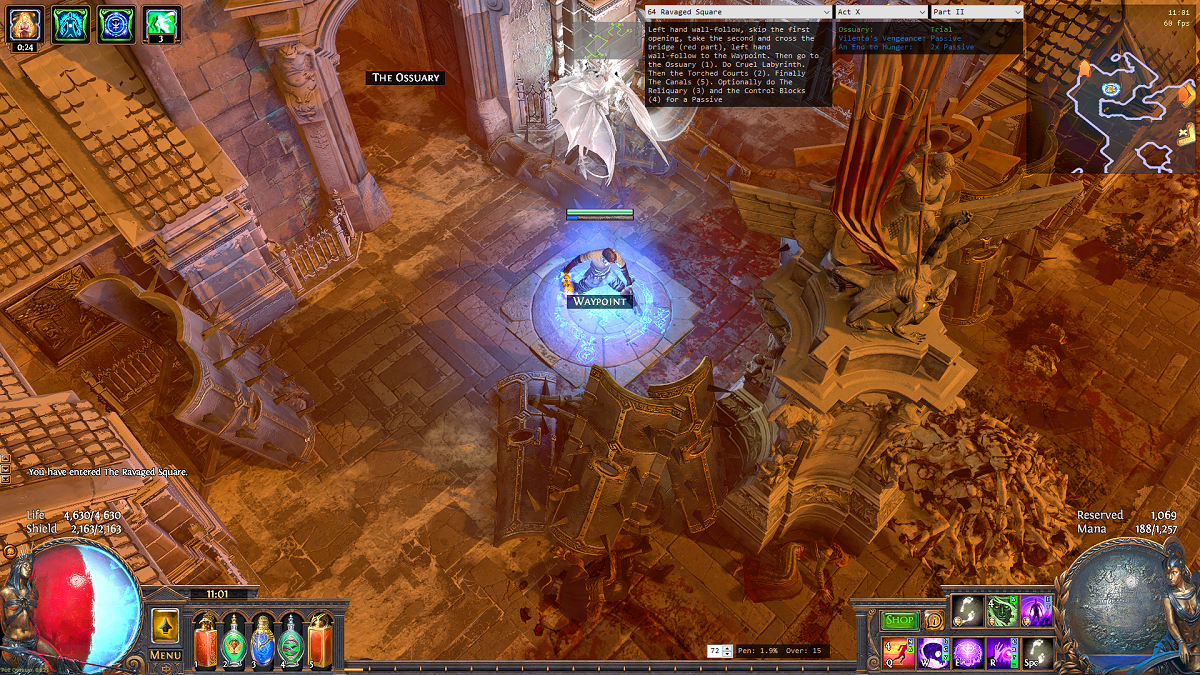 0:24
3
THE OSSUARY
64 Ravaged Square
Act X
Part II
Left hand wall-follow, skip the first
opening, take the second and cross the
bridge (red part), left hand
wall-follow to the Waypoint. Then go to
the Ossuary (1). Do Cruel Labyrinth.
Then the Torched Courts (2). Finally
The Canals (5). Optionally do The
Reliquary (3) and the Control Blocks
(4) for a Passive
Ossuary: Trial
Vilenta's Vengeance: Passive
An End to Hunger: 2x Passive
11:01
60 fps
WAYPOINT
You have entered The Ravaged Square.
Life 4,630/4,630
Shield 2,163/2,163
Reserved 1,069
Mana 188/1,257
11:01
MENU
2
3
4
5
72
Pen: 1.9% Over: 15
SHOP
4
4
Q
W
E
R
Spc